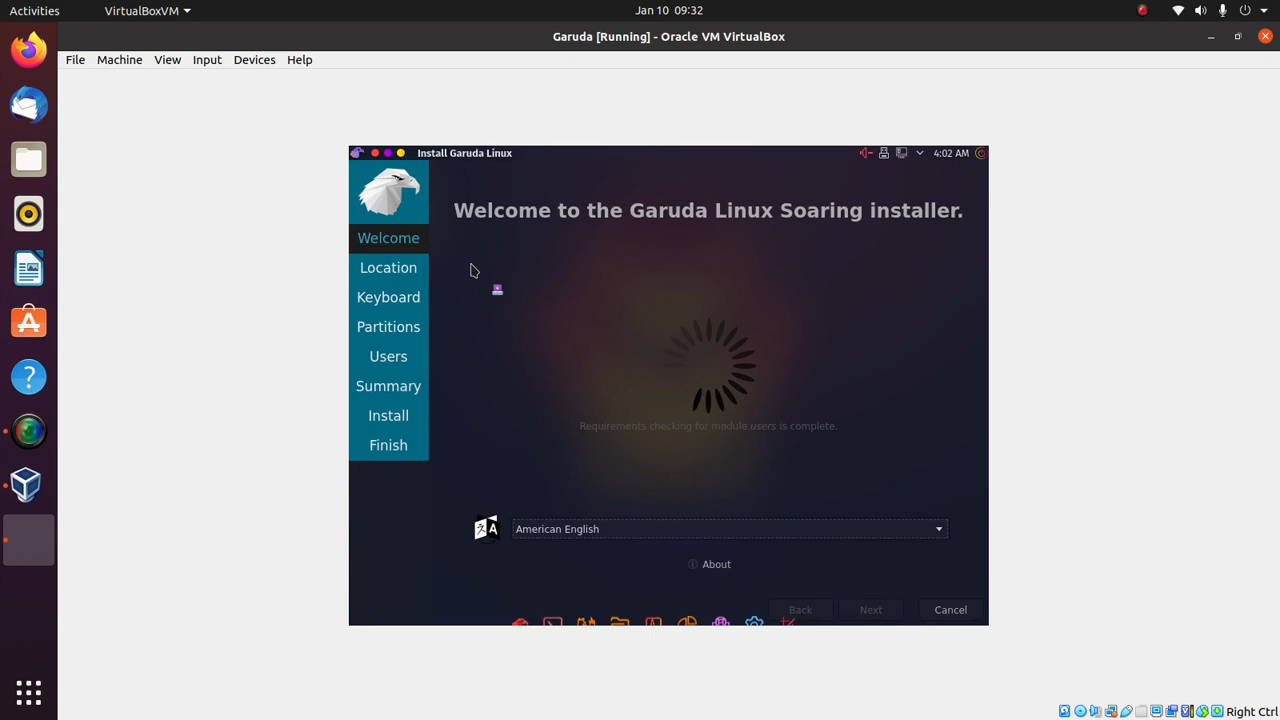 Activities
VirtualBoxVM
Jan 10 09:32
Garuda [Running] - Oracle VM VirtualBox
File Machine View Input Devices Help
Install Garuda Linux
4:02 AM
Welcome to the Garuda Linux Soaring installer.
Welcome
Location
Keyboard
Partitions
Users
Summary
Install
Finish
Requirements checking for module users is complete.
American English
About
Back
Next
Cancel
Right Ctrl